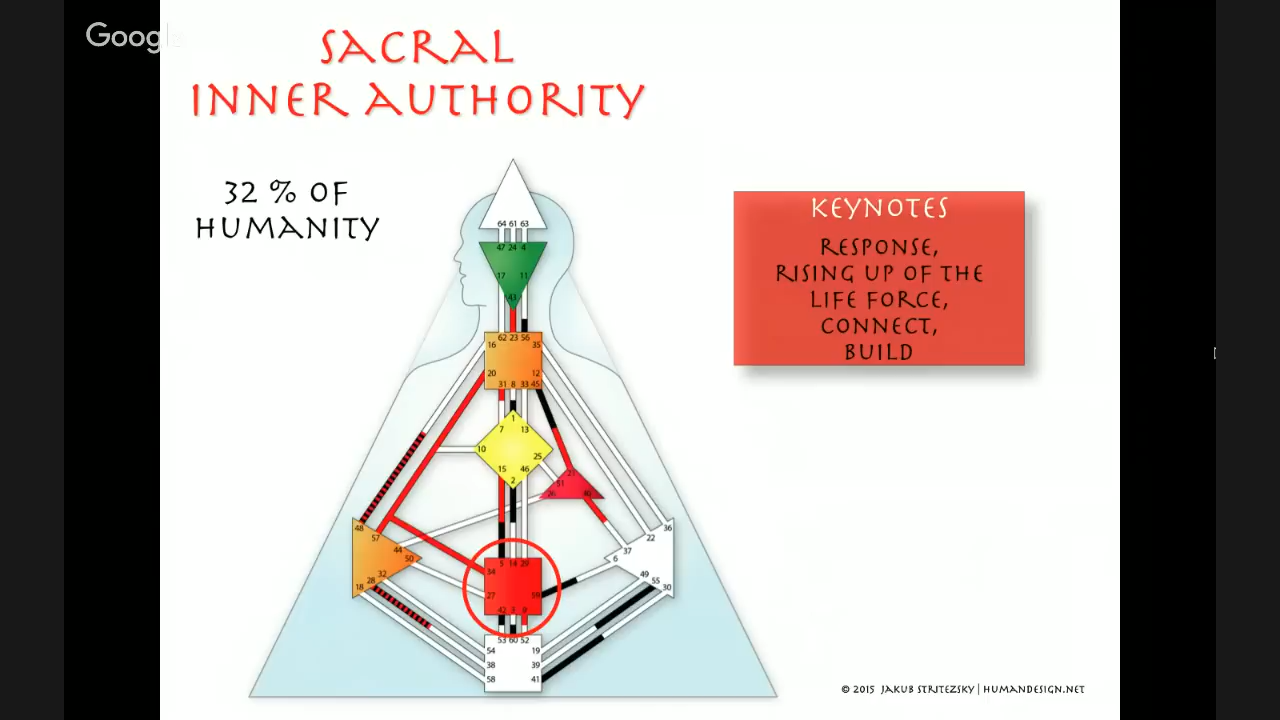 Google
SACRAL
INNER AUTHORITY
32 % OF
HUMANITY
KEYNOTES
RESPONSE,
RISING UP OF THE
LIFE FORCE,
CONNECT,
BUILD
64 61 63
47 24 4
17 11
43
62 23 56
16 35
20 12
31 8 33 45
1
7 13
10 25
15 46
2
21
51
26 40
48 36
57 22
44 37
50 6
32 49
28 55
18 30
5 14 29
34
27 59
42 3 9
53 60 52
54 19
38 39
58 41
© 2015 JAKUB STRITEZSKY | HUMANDESIGN.NET